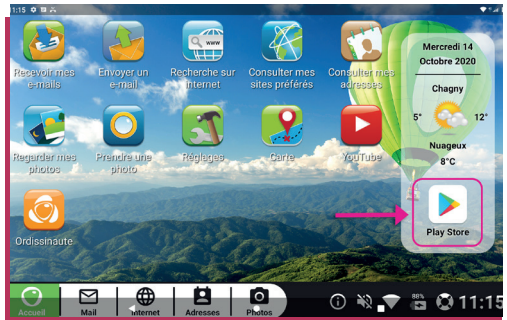 1:15
Recevoir mes
e-mails
Envoyer un
e-mail
Recherche sur
internet
Consulter mes
sites préférés
Consulter mes
adresses
WWW
Regarder mes
photos
Prendre une
photo
Réglages
Carte
YouTube
Ordissinaute
Mercredi 14
Octobre 2020
Chagny
5°
12°
Nuageux
8°C
Play Store
Accueil
Mail
Internet
Adresses
Photos
80%
11:15